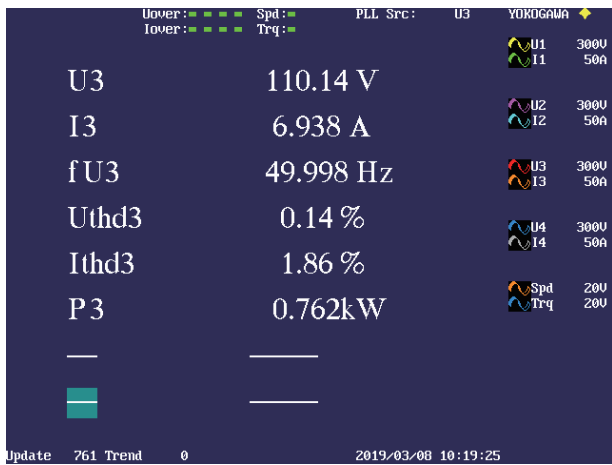 Uover: Spd: PLL Src: U3 YOKOGAWA
Iover: Trq:
U1 300V
I1 50A
U2 300V
I2 50A
U3 300V
I3 50A
U4 300V
I4 50A
Spd 20V
Trq 20V
U3 110.14 V
I3 6.938 A
fU3 49.998 Hz
Uthd3 0.14 %
Ithd3 1.86 %
P3 0.762kW
Update 761 Trend 0 2019/03/08 10:19:25